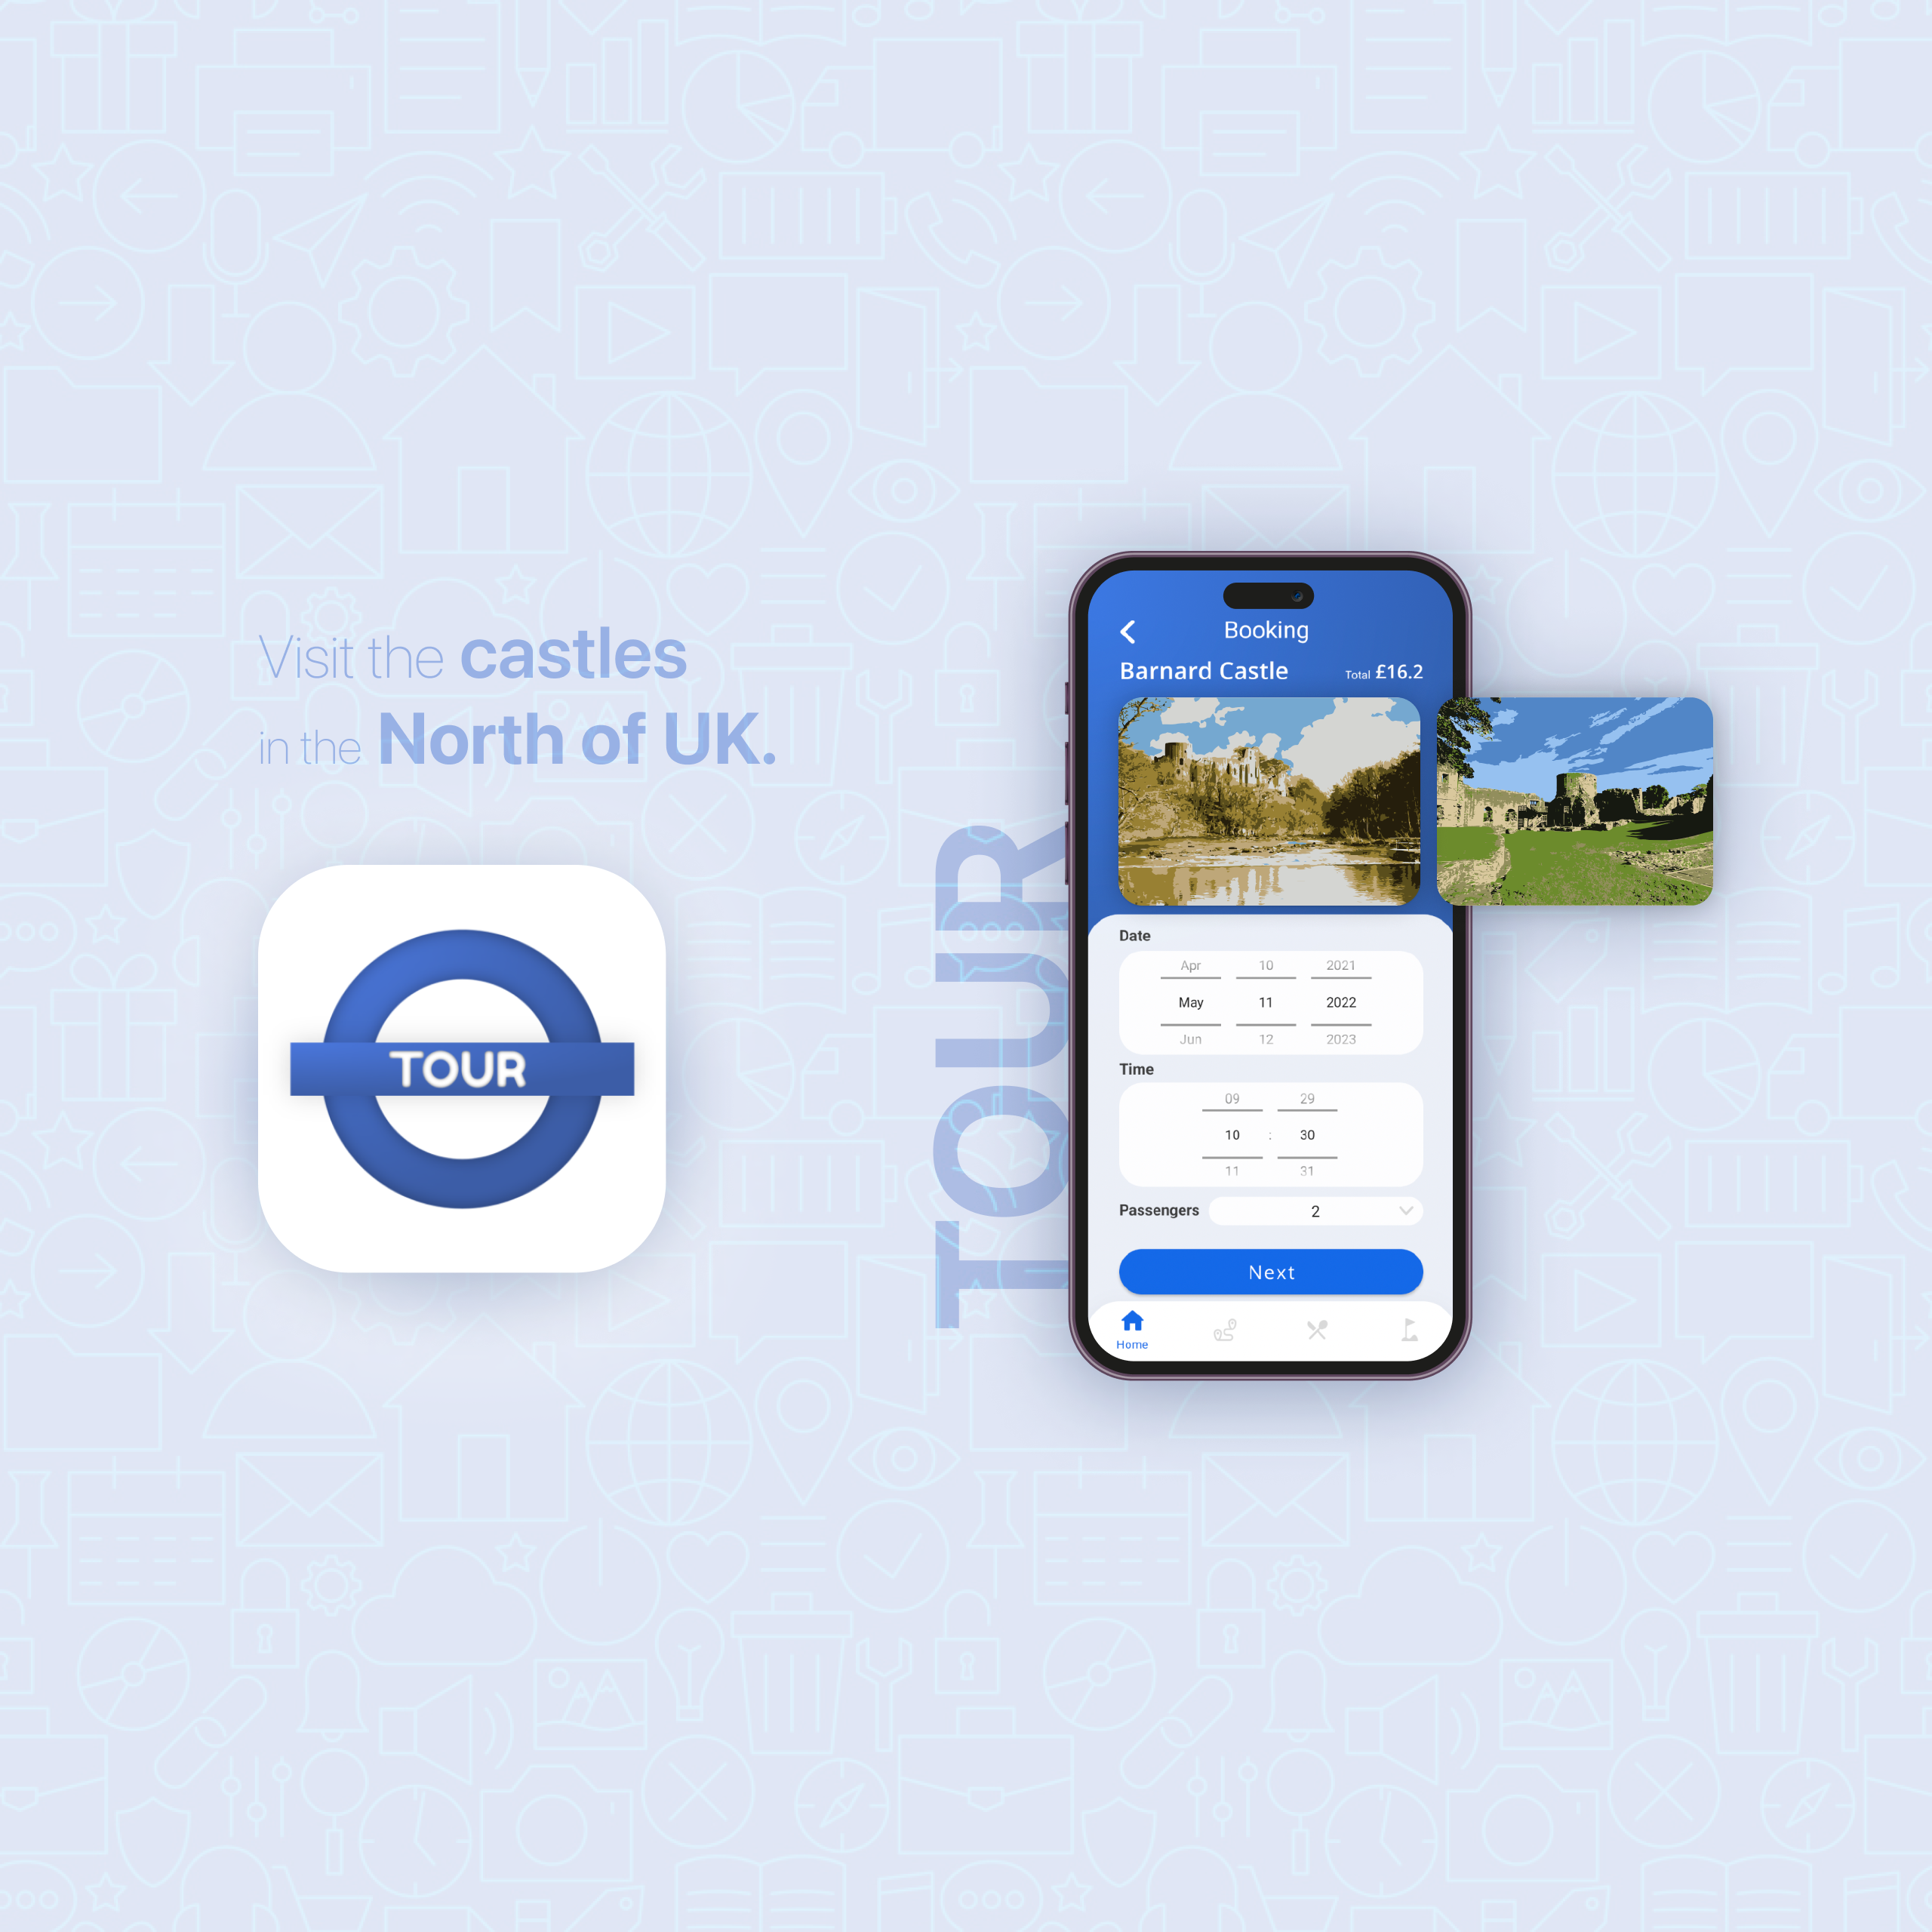 Visit the castles
in the North of UK.
TOUR
TOUR
Booking
Barnard Castle Total £16.2
Date
Apr 10 2021
May 11 2022
Jun 12 2023
Time
09 29
10 : 30
11 31
Passengers 2
Next
Home